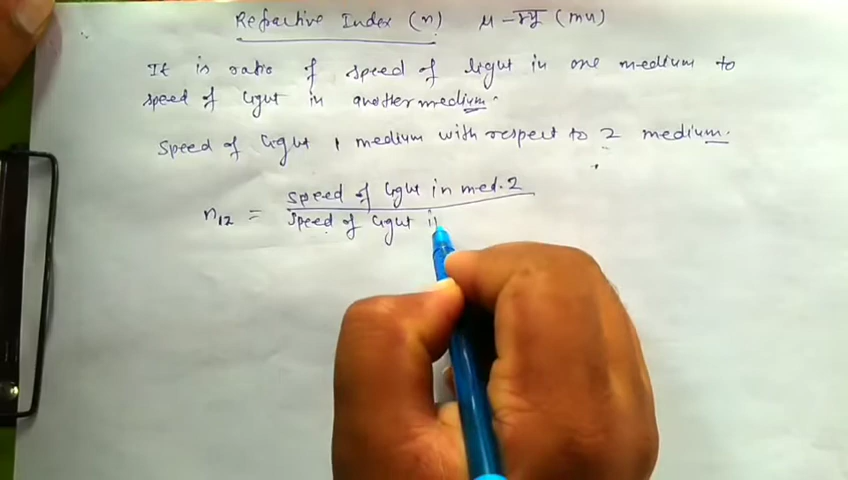 Refractive Index (n) μ - म्यु (mu)
It is ratio of speed of light in one medium to
speed of light in another medium.
Speed of light 1 medium with respect to 2 medium.
n12 = speed of light in med. 2
speed of light i